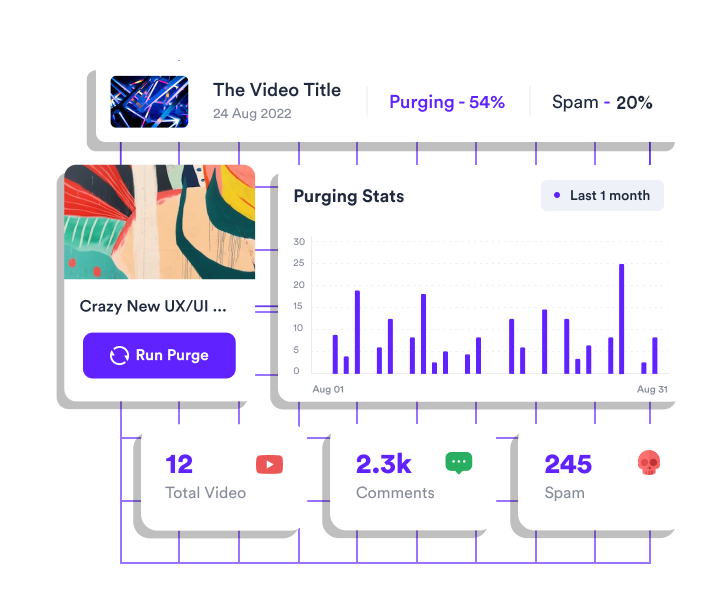 The Video Title
24 Aug 2022
Purging - 54%
Spam - 20%
Crazy New UX/UI ...
Run Purge
Purging Stats
Last 1 month
30
25
20
15
10
5
0
Aug 01
Aug 31
12
Total Video
2.3k
Comments
245
Spam